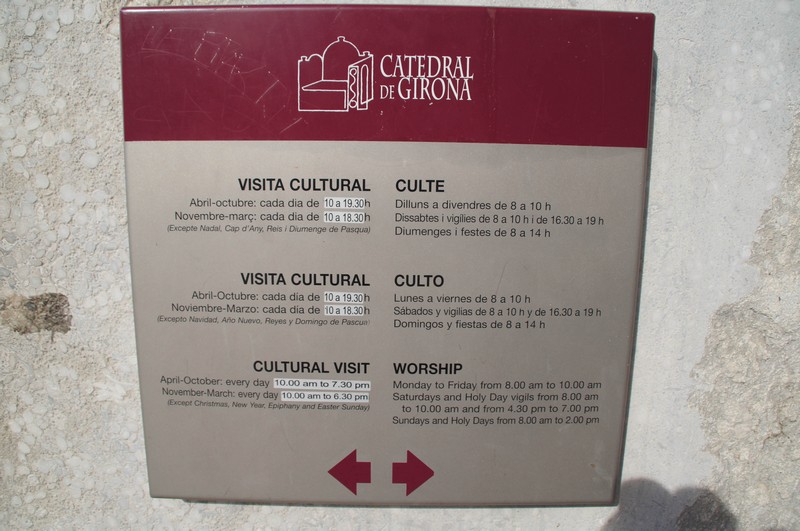 CATEDRAL
DE GIRONA
VISITA CULTURAL
Abril-octubre: cada dia de 10 a 19.30 h
Novembre-març: cada dia de 10 a 18.30 h
(Excepte Nadal, Cap d'Any, Reis i Diumenge de Pasqua)
CULTE
Dilluns a divendres de 8 a 10 h
Dissabtes i vigílies de 8 a 10 h i de 16.30 a 19 h
Diumenges i festes de 8 a 14 h
VISITA CULTURAL
Abril-Octubre: cada dia de 10 a 19.30 h
Noviembre-Marzo: cada dia de 10 a 18.30 h
(Excepto Navidad, Año Nuevo, Reyes y Domingo de Pascua)
CULTO
Lunes a viernes de 8 a 10 h
Sábados y vigilias de 8 a 10 h y de 16.30 a 19 h
Domingos y fiestas de 8 a 14 h
CULTURAL VISIT
April-October: every day 10.00 am to 7.30 pm
November-March: every day 10.00 am to 6.30 pm
(Except Christmas, New Year, Epiphany and Easter Sunday)
WORSHIP
Monday to Friday from 8.00 am to 10.00 am
Saturdays and Holy Day vigils from 8.00 am
to 10.00 am and from 4.30 pm to 7.00 pm
Sundays and Holy Days from 8.00 am to 2.00 pm